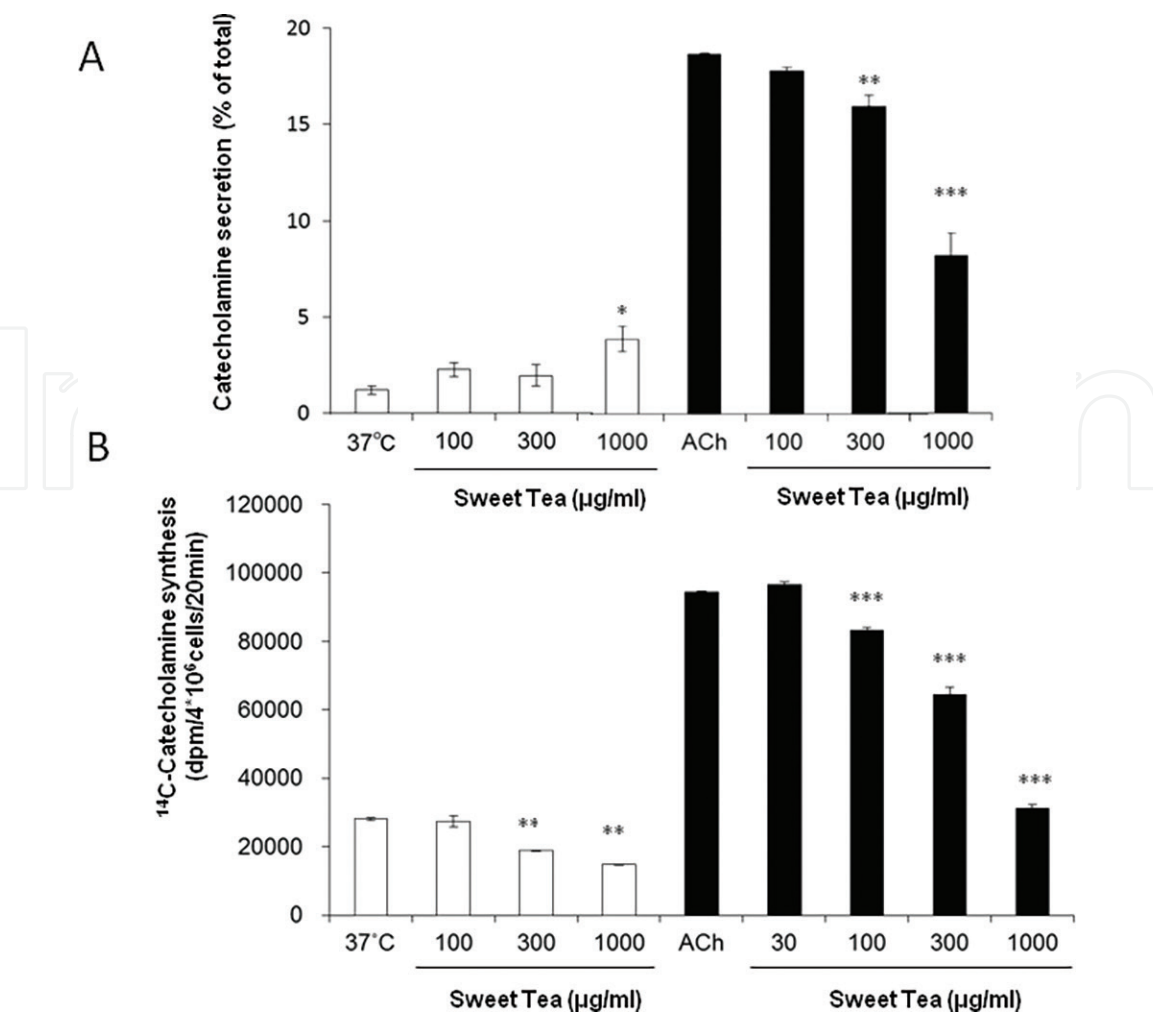 A
Catecholamine secretion (% of total)
20
15
10
5
0
*
**
***
37°C 100 300 1000 ACh 100 300 1000
Sweet Tea (µg/ml) Sweet Tea (µg/ml)
B
¹⁴C-Catecholamine synthesis
(dpm/4*10⁶cells/20min)
120000
100000
80000
60000
40000
20000
0
** ** *** *** ***
37°C 100 300 1000 ACh 30 100 300 1000
Sweet Tea (µg/ml) Sweet Tea (µg/ml)